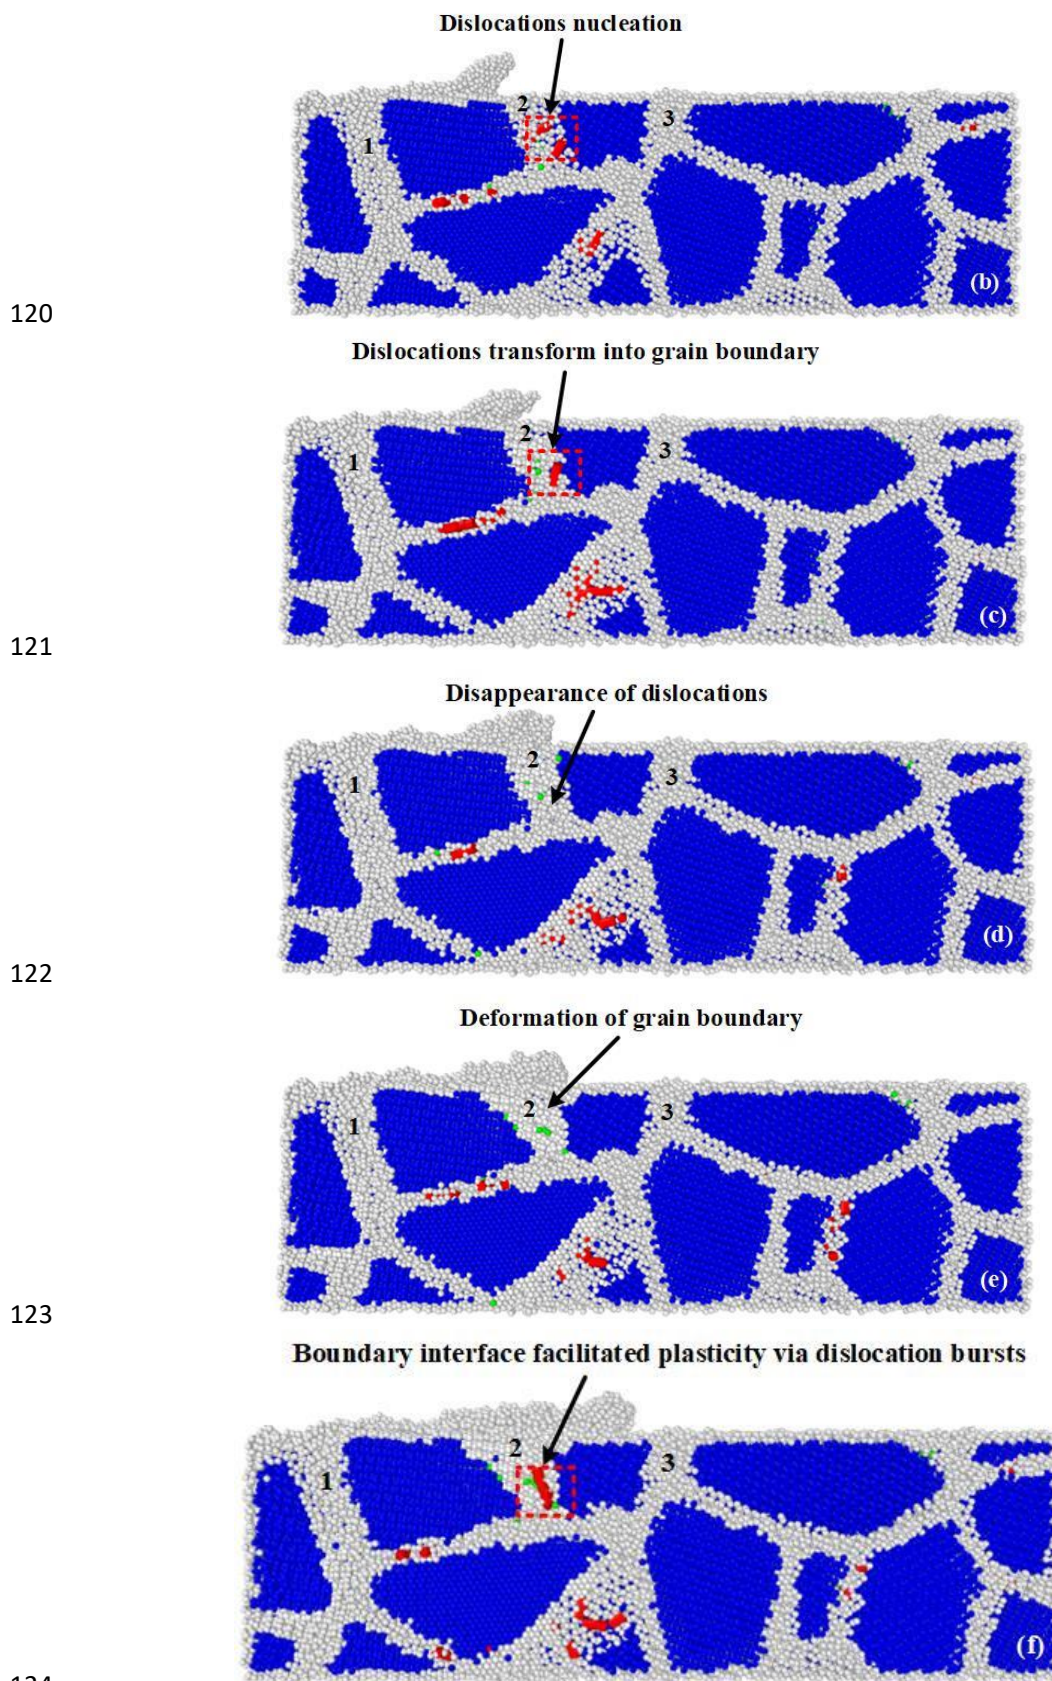 Dislocations nucleation
2
3
1
(b)
120
Dislocations transform into grain boundary
2
3
1
(c)
121
Disappearance of dislocations
2
3
1
(d)
122
Deformation of grain boundary
2
3
1
(e)
123
Boundary interface facilitated plasticity via dislocation bursts
2
3
1
(f)